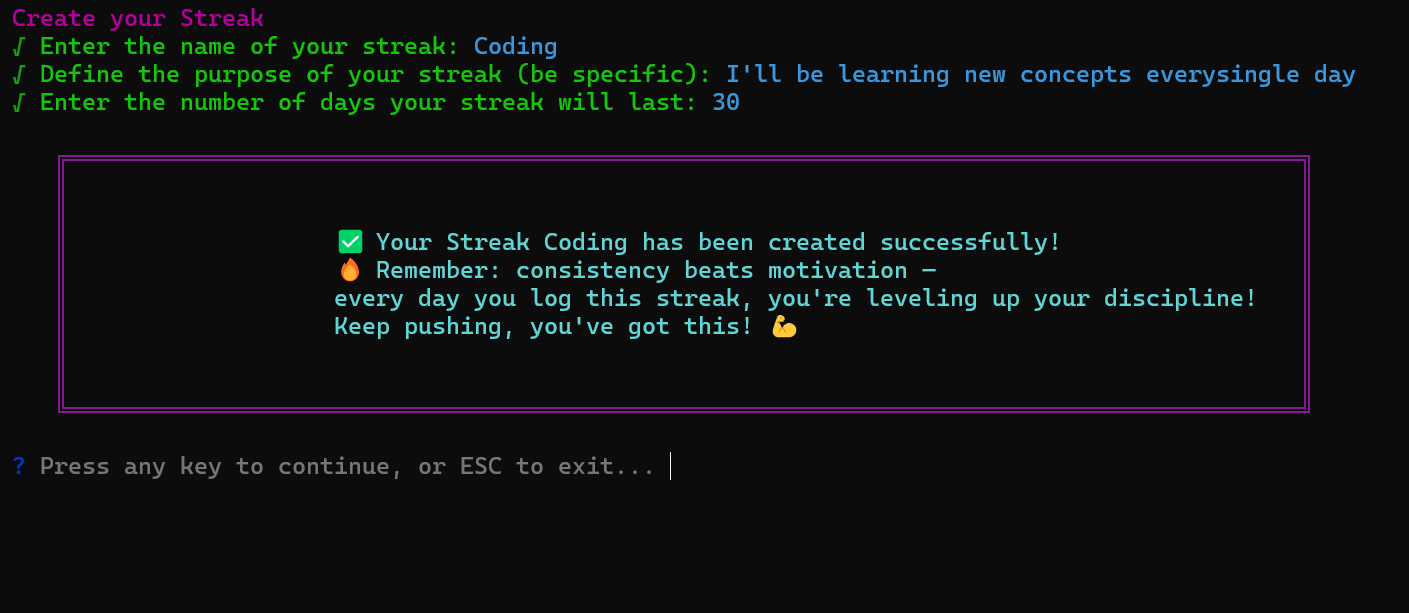 Create your Streak
√ Enter the name of your streak: Coding
√ Define the purpose of your streak (be specific): I'll be learning new concepts everysingle day
√ Enter the number of days your streak will last: 30
✅ Your Streak Coding has been created successfully!
🔥 Remember: consistency beats motivation —
every day you log this streak, you're leveling up your discipline!
Keep pushing, you've got this! 💪
? Press any key to continue, or ESC to exit...